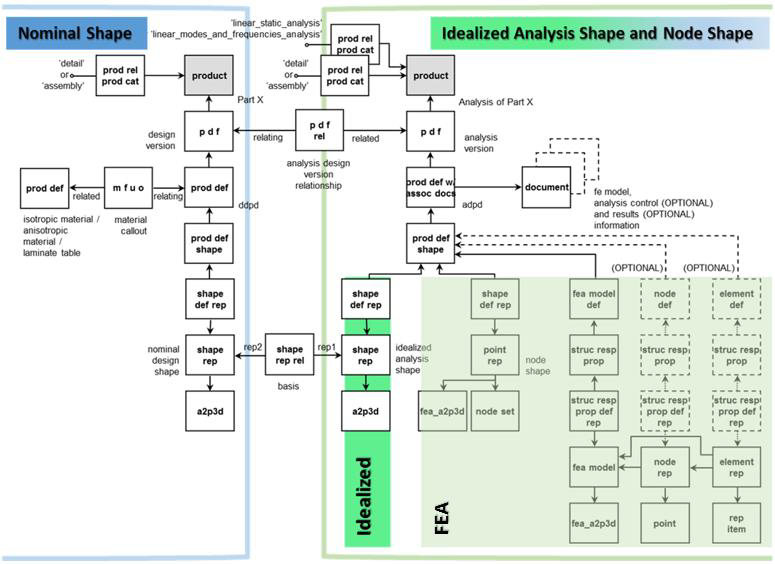 Nominal Shape
Idealized Analysis Shape and Node Shape
'linear_static_analysis'
'linear_modes_and_frequencies_analysis'
prod rel
prod cat
'detail'
or
'assembly'
prod rel
prod cat
product
'detail'
or
'assembly'
prod rel
prod cat
product
Part X
Analysis of Part X
design
version
p d f
relating
p d f
rel
related
p d f
analysis
version
analysis design
version
relationship
prod def
related
m f u o
relating
prod def
ddpd
prod def w/
assoc docs
adpd
document
isotropic material /
anisotropic
material /
laminate table
material
callout
fe model,
analysis control (OPTIONAL)
and results (OPTIONAL)
information
prod def
shape
prod def
shape
(OPTIONAL)
(OPTIONAL)
shape
def rep
shape
def rep
shape
def rep
fea model
def
node
def
element
def
nominal
design
shape
shape
rep
rep2
shape
rep rel
rep1
shape
rep
idealized
analysis
shape
point
rep
node
shape
struc resp
prop
struc resp
prop
struc resp
prop
basis
a2p3d
a2p3d
fea_a2p3d
node set
struc resp
prop def
rep
struc resp
prop def
rep
struc resp
prop def
rep
fea model
node
rep
element
rep
Idealized
FEA
fea_a2p3d
point
rep
item